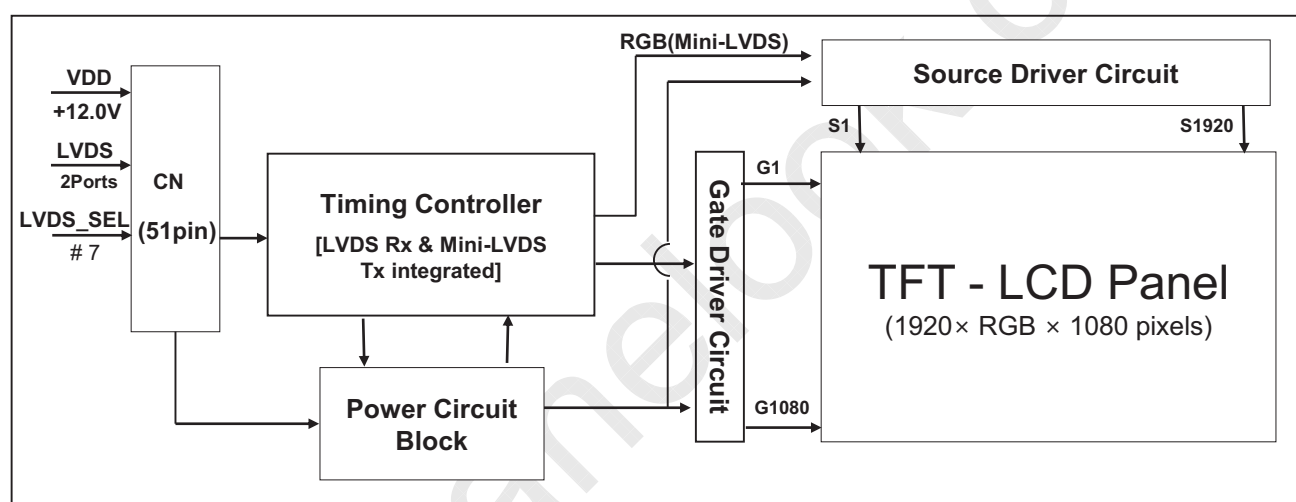 RGB(Mini-LVDS)
Source Driver Circuit
VDD
+12.0V
S1
S1920
LVDS
2Ports
CN
(51pin)
LVDS_SEL
# 7
Timing Controller
[LVDS Rx & Mini-LVDS
Tx integrated]
G1
Gate Driver Circuit
TFT - LCD Panel
(1920× RGB × 1080 pixels)
Power Circuit
Block
G1080